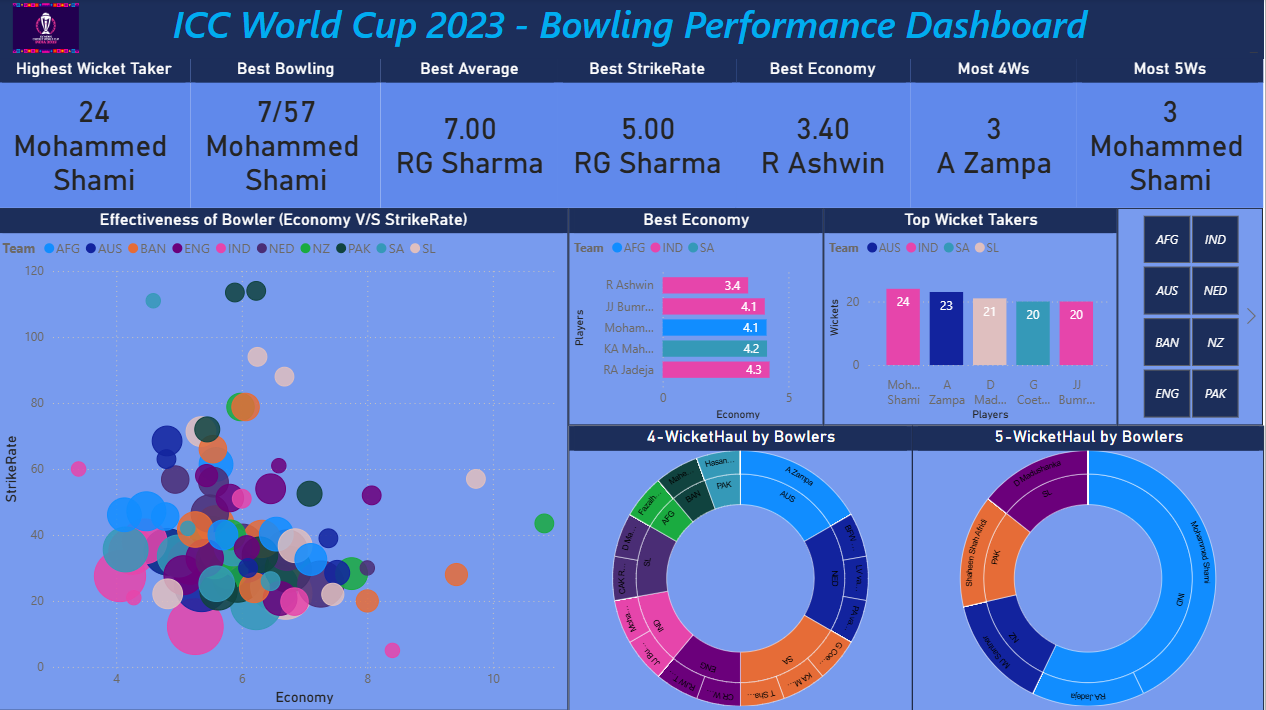 ICC World Cup 2023 - Bowling Performance Dashboard
Highest Wicket Taker
24
Mohammed
Shami
Best Bowling
7/57
Mohammed
Shami
Best Average
7.00
RG Sharma
Best StrikeRate
5.00
RG Sharma
Best Economy
3.40
R Ashwin
Most 4Ws
3
A Zampa
Most 5Ws
3
Mohammed
Shami
Effectiveness of Bowler (Economy V/S StrikeRate)
Team AFG AUS BAN ENG IND NED NZ PAK SA SL
StrikeRate
120
100
80
60
40
20
0
4 6 8 10
Economy
Best Economy
Team AFG IND SA
Players
R Ashwin 3.4
JJ Bumr... 4.1
Moham... 4.1
KA Mah... 4.2
RA Jadeja 4.3
0 5
Economy
Top Wicket Takers
Team AUS IND SA SL
Wickets
20
0
24 23 21 20 20
Moh... Shami
A Zampa
D Mad...
G Coet...
JJ Bumr...
Players
AFG IND
AUS NED
BAN NZ
ENG PAK
4-WicketHaul by Bowlers
A Zampa
AUS
NED
LV va...
SA
G Coe...
KA M...
T Sha...
ENG
CR W...
IND
JJ Bu...
Moha...
SL
CAK R...
D Ma...
AFG
Fazalh...
BAN
PAK
Hasan...
5-WicketHaul by Bowlers
Mohammed Shami
IND
RA Jadeja
NZ
MJ Santner
PAK
Shaheen Shah Afridi
SL
D Madushanka